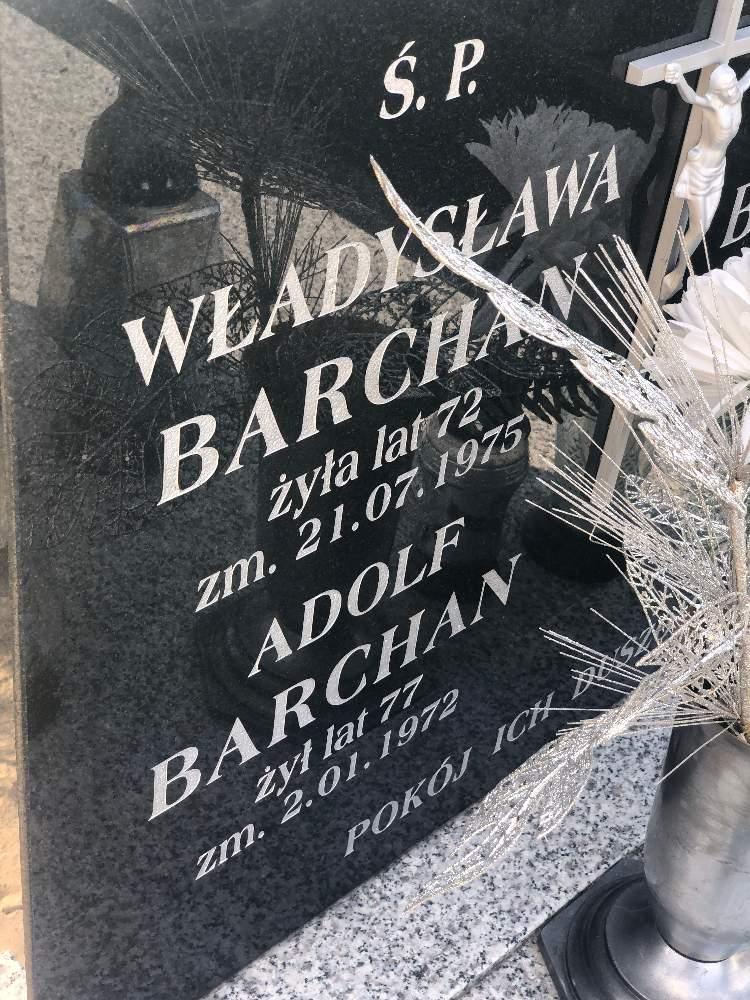 Ś. P.
WŁADYSŁAWA
BARCHAN
żyła lat 72
zm. 21.07.1975
ADOLF
BARCHAN
żył lat 77
zm. 2.01.1972
POKÓJ ICH